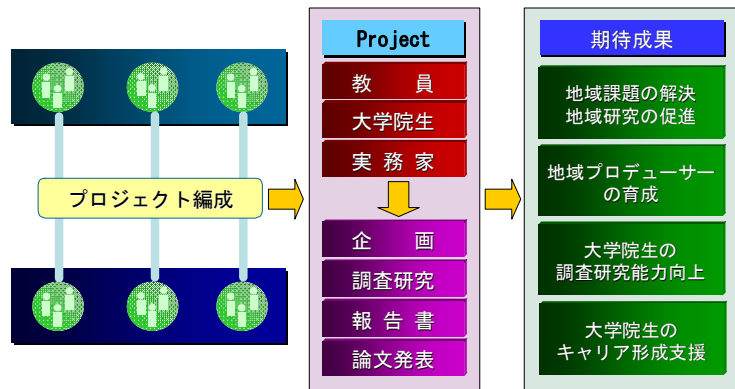 プロジェクト編成
Project
教 員
大学院生
実 務 家
企 画
調査研究
報 告 書
論文発表
期待成果
地域課題の解決
地域研究の促進
地域プロデューサー
の育成
大学院生の
調査研究能力向上
大学院生の
キャリア形成支援